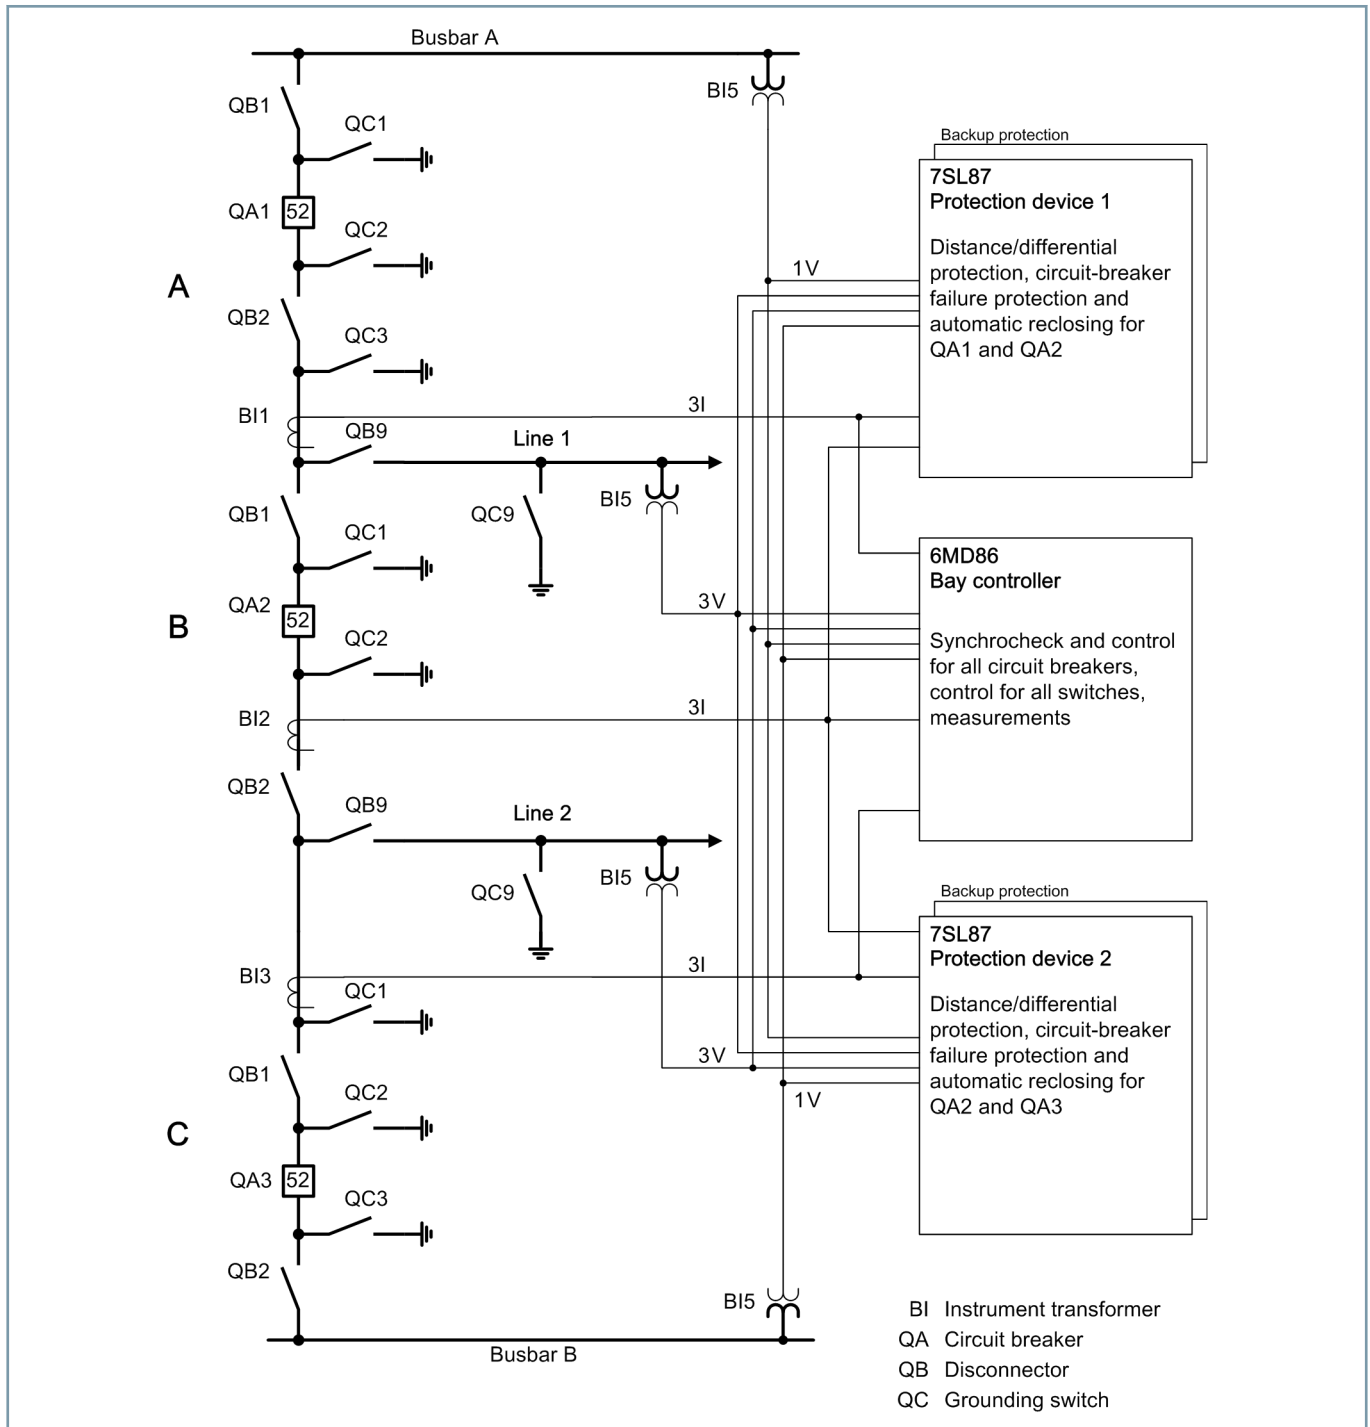 Busbar A
BI5
QB1
QC1
Backup protection
7SL87
Protection device 1
QA1
52
QC2
Distance/differential
protection, circuit-breaker
failure protection and
automatic reclosing for
QA1 and QA2
1V
A
QB2
QC3
BI1
3I
QB9
Line 1
BI5
QB1
QC9
QC1
6MD86
Bay controller
QA2
52
3V
B
QC2
Synchrocheck and control
for all circuit breakers,
control for all switches,
measurements
BI2
3I
QB2
QB9
Line 2
BI5
QC9
Backup protection
7SL87
Protection device 2
BI3
3I
QC1
Distance/differential
protection, circuit-breaker
failure protection and
automatic reclosing for
QA2 and QA3
3V
QB1
QC2
1V
C
QA3
52
QC3
QB2
BI5
Busbar B
BI Instrument transformer
QA Circuit breaker
QB Disconnector
QC Grounding switch